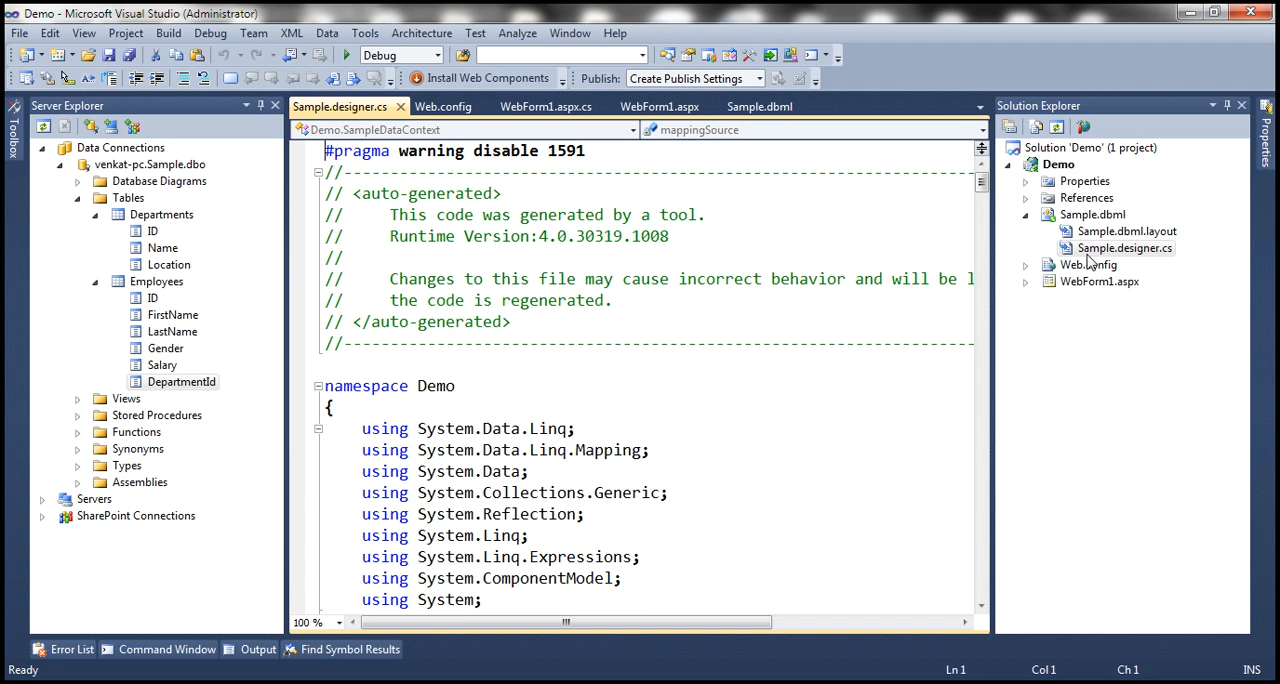 Demo - Microsoft Visual Studio (Administrator)
File Edit View Project Build Debug Team XML Data Tools Architecture Test Analyze Window Help
Debug
Install Web Components Publish: Create Publish Settings
Toolbox
Server Explorer
Data Connections
venkat-pc.Sample.dbo
Database Diagrams
Tables
Departments
ID
Name
Location
Employees
ID
FirstName
LastName
Gender
Salary
DepartmentId
Views
Stored Procedures
Functions
Synonyms
Types
Assemblies
Servers
SharePoint Connections
Sample.designer.cs Web.config WebForm1.aspx.cs WebForm1.aspx Sample.dbml
Demo.SampleDataContext mappingSource
#pragma warning disable 1591
//------------------------------------------------------------------------------
// <auto-generated>
//     This code was generated by a tool.
//     Runtime Version:4.0.30319.1008
//
//     Changes to this file may cause incorrect behavior and will be l
//     the code is regenerated.
// </auto-generated>
//------------------------------------------------------------------------------
namespace Demo
{
using System.Data.Linq;
using System.Data.Linq.Mapping;
using System.Data;
using System.Collections.Generic;
using System.Reflection;
using System.Linq;
using System.Linq.Expressions;
using System.ComponentModel;
using System;
100 %
Solution Explorer
Solution 'Demo' (1 project)
Demo
Properties
References
Sample.dbml
Sample.dbml.layout
Sample.designer.cs
Web.config
WebForm1.aspx
Properties
Error List Command Window Output Find Symbol Results
Ready Ln 1 Col 1 Ch 1 INS